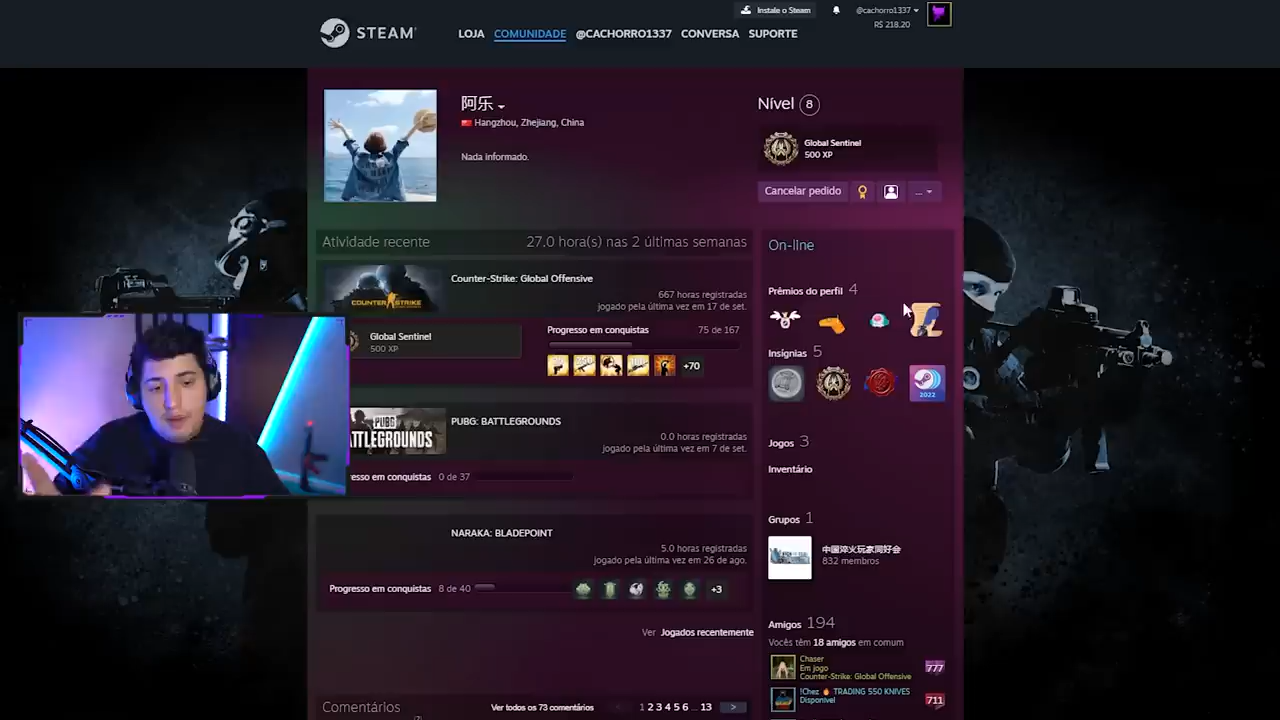 Instale o Steam
@cachorro1337
R$ 218.20
STEAM
LOJA COMUNIDADE @CACHORRO1337 CONVERSA SUPORTE
阿乐
Hangzhou, Zhejiang, China
Nada informado.
Nível 8
Global Sentinel
500 XP
Cancelar pedido
...
Atividade recente 27.0 hora(s) nas 2 últimas semanas
COUNTER STRIKE
Counter-Strike: Global Offensive
667 horas registradas
jogado pela última vez em 17 de set.
Global Sentinel
500 XP
Progresso em conquistas 75 de 167
+70
PUBG
BATTLEGROUNDS
PUBG: BATTLEGROUNDS
0.0 horas registradas
jogado pela última vez em 7 de set.
esso em conquistas 0 de 37
NARAKA: BLADEPOINT
5.0 horas registradas
jogado pela última vez em 26 de ago.
Progresso em conquistas 8 de 40
+3
Ver Jogados recentemente
Comentários Ver todos os 73 comentários < 1 2 3 4 5 6 ... 13 >
On-line
Prêmios do perfil 4
Insígnias 5
2022
Jogos 3
Inventário
Grupos 1
中国淬火玩家同好会
832 membros
Amigos 194
Vocês têm 18 amigos em comum
Chaser
Em jogo
Counter-Strike: Global Offensive
777
!Chez 🔥 TRADING 550 KNIVES
Disponível
711